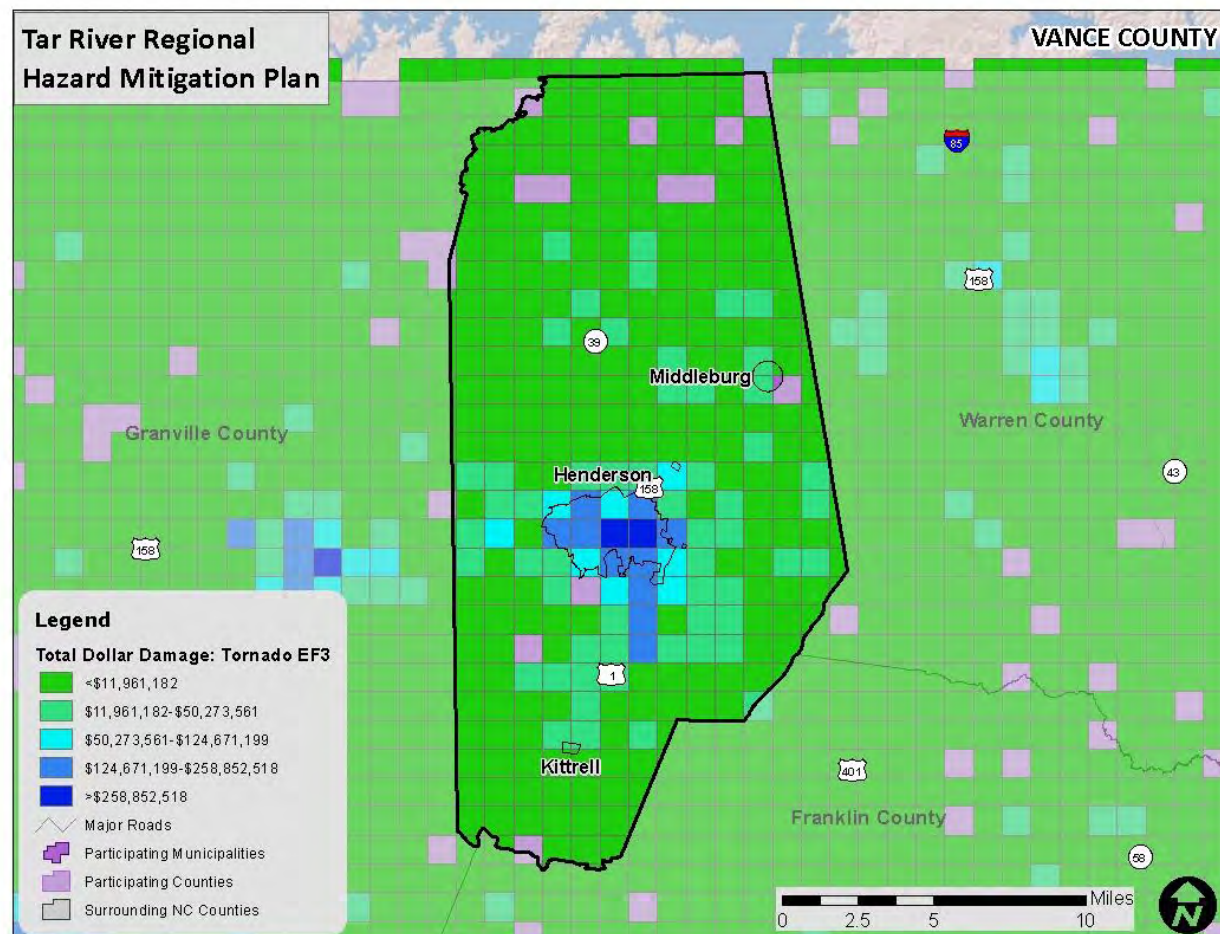 Tar River Regional
Hazard Mitigation Plan
VANCE COUNTY
85
158
39
Middleburg
Granville County
Warren County
43
Henderson
158
158
Legend
Total Dollar Damage: Tornado EF3
<$11,961,182
$11,961,182-$50,273,561
$50,273,561-$124,671,199
$124,671,199-$258,852,518
>$258,852,518
Major Roads
Participating Municipalities
Participating Counties
Surrounding NC Counties
1
Kittrell
401
Franklin County
58
Miles
0 2.5 5 10
N